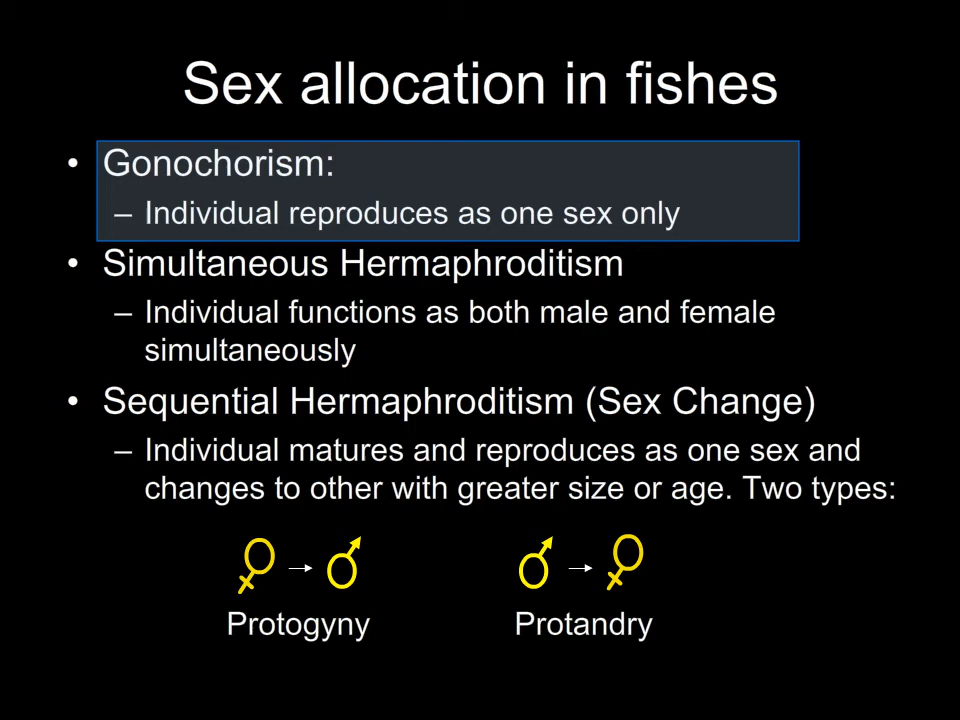 Sex allocation in fishes
• Gonochorism:
– Individual reproduces as one sex only
• Simultaneous Hermaphroditism
– Individual functions as both male and female
simultaneously
• Sequential Hermaphroditism (Sex Change)
– Individual matures and reproduces as one sex and
changes to other with greater size or age. Two types:
♀ → ♂ ♂ → ♀
Protogyny Protandry